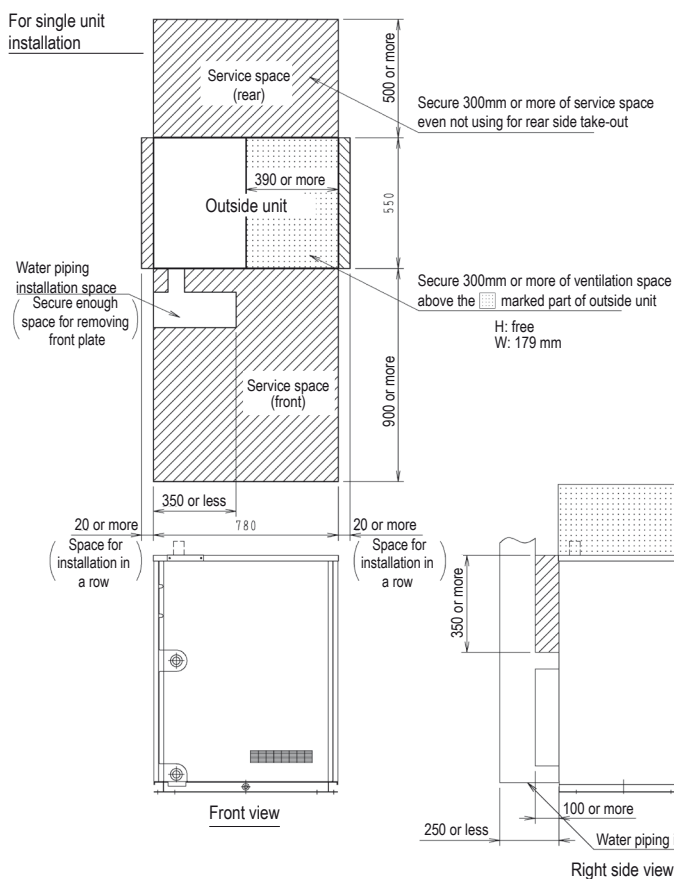 For single unit
installation
Service space
(rear)
500 or more
Secure 300mm or more of service space
even not using for rear side take-out
390 or more
Outside unit
550
Water piping
installation space
(Secure enough
space for removing
front plate)
Secure 300mm or more of ventilation space
above the marked part of outside unit
H: free
W: 179 mm
Service space
(front)
900 or more
350 or less
20 or more
780
20 or more
(Space for
installation in
a row)
(Space for
installation in
a row)
350 or more
Front view
100 or more
250 or less
Water piping i
Right side view